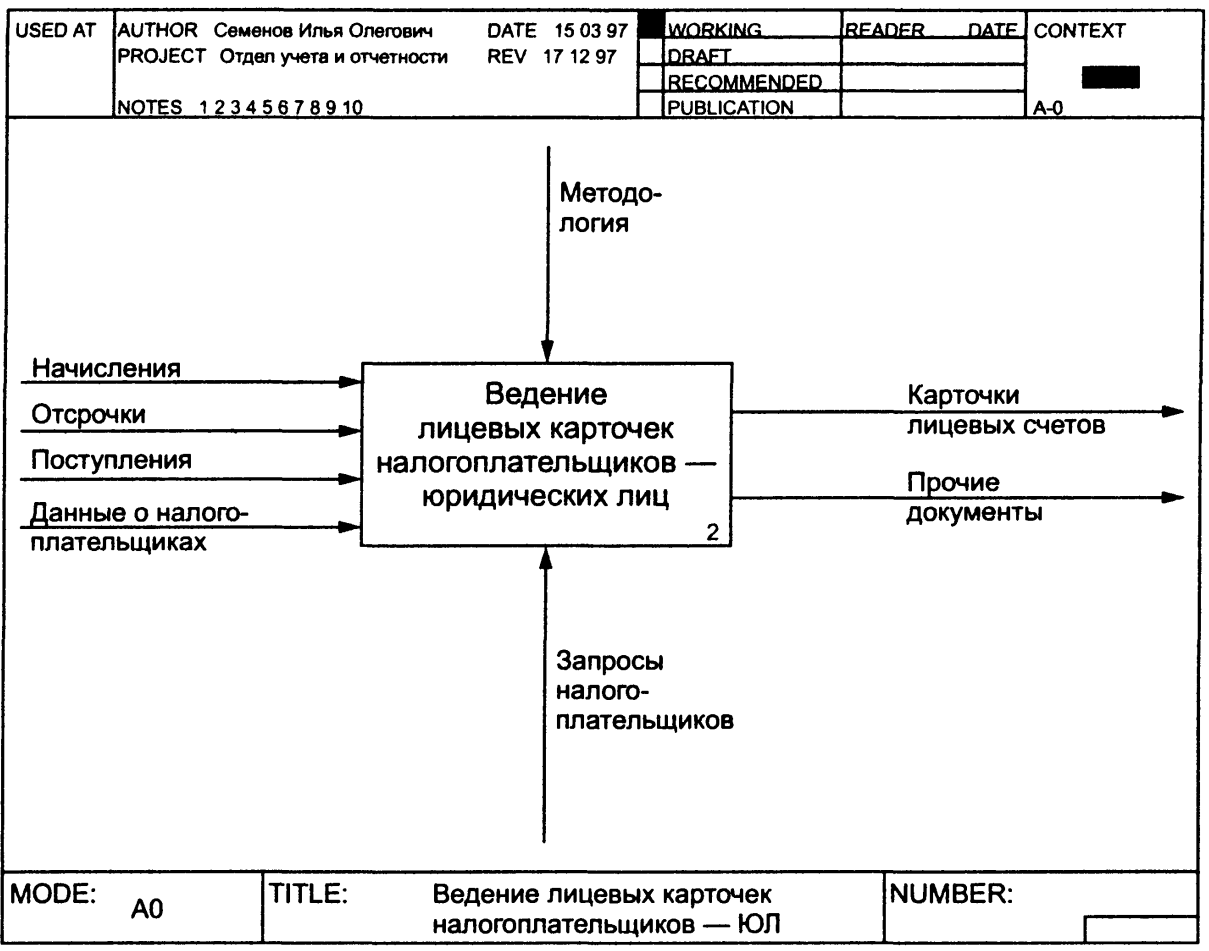 USED AT AUTHOR Семенов Илья Олегович DATE 15 03 97 WORKING READER DATE CONTEXT
PROJECT Отдел учета и отчетности REV 17 12 97 DRAFT
RECOMMENDED
NOTES 1 2 3 4 5 6 7 8 9 10 PUBLICATION A-0
Методо-
логия
Начисления
Отсрочки
Поступления
Данные о налого-
плательщиках
Ведение
лицевых карточек
налогоплательщиков —
юридических лиц
2
Карточки
лицевых счетов
Прочие
документы
Запросы
налого-
плательщиков
MODE: A0 TITLE: Ведение лицевых карточек NUMBER:
налогоплательщиков — ЮЛ